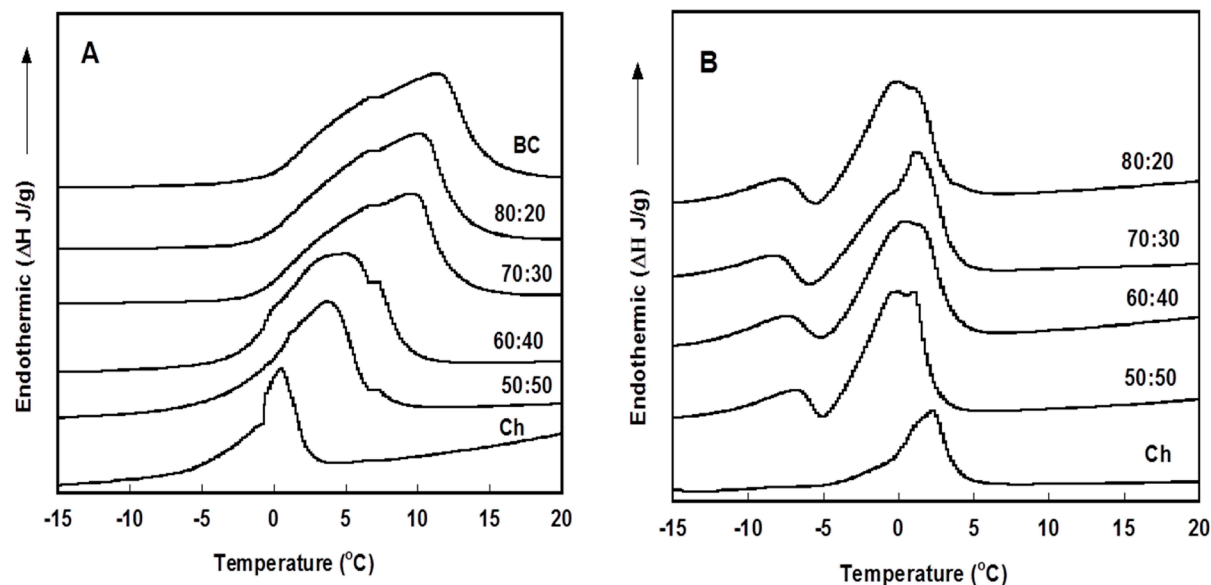 A
Endothermic (ΔH J/g)
BC
80:20
70:30
60:40
50:50
Ch
-15 -10 -5 0 5 10 15 20
Temperature (°C)
B
Endothermic (ΔH J/g)
80:20
70:30
60:40
50:50
Ch
-15 -10 -5 0 5 10 15 20
Temperature (°C)